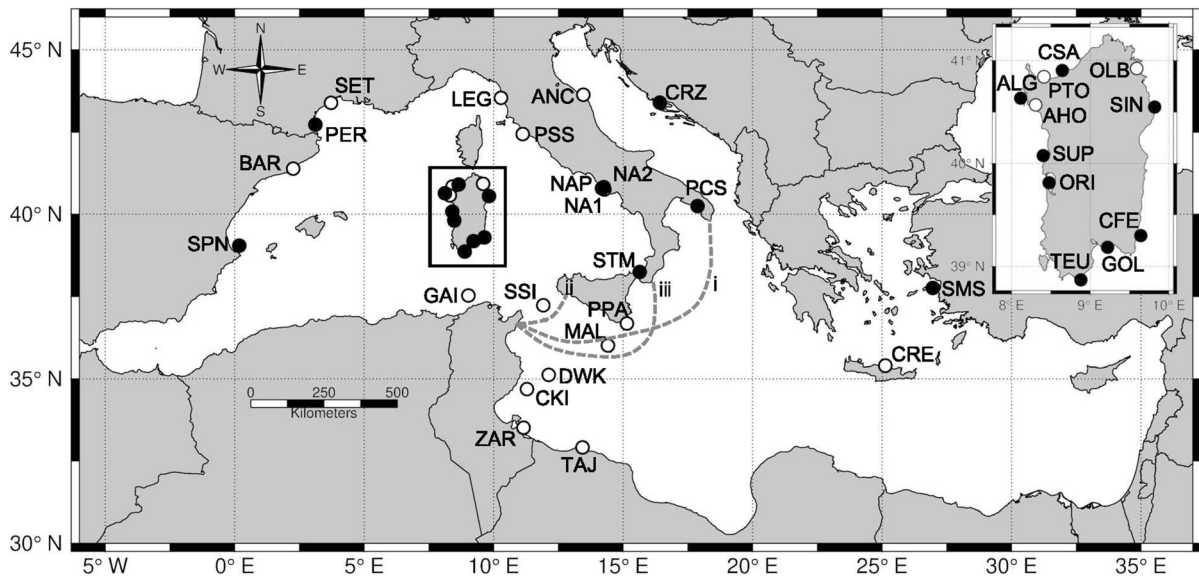 45° N
40° N
35° N
30° N
5° W
0° E
5° E
10° E
15° E
20° E
25° E
30° E
35° E
N
W
E
S
SET
PER
BAR
SPN
LEG
PSS
ANC
CRZ
NAP
NA1
NA2
PCS
STM
GAI
SSI
PPA
MAL
DWK
CKI
ZAR
TAJ
CRE
SMS
i
ii
iii
0
250
500
Kilometers
41° N
40° N
39° N
8° E
9° E
10° E
CSA
OLB
ALG
PTO
AHO
SIN
SUP
ORI
CFE
GOL
TEU